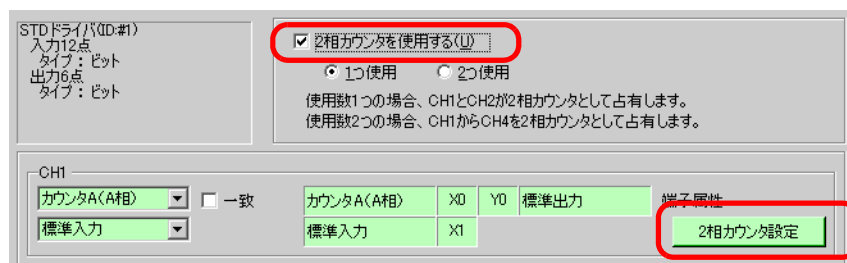 STDドライバ(ID:#1)
入力12点
タイプ：ビット
出力6点
タイプ：ビット
2相カウンタを使用する(U)
1つ使用 2つ使用
使用数1つの場合、CH1とCH2が2相カウンタとして占有します。
使用数2つの場合、CH1からCH4を2相カウンタとして占有します。
CH1
カウンタA(A相) 一致 カウンタA(A相) X0 Y0 標準出力 端子属性
標準入力 標準入力 X1 2相カウンタ設定